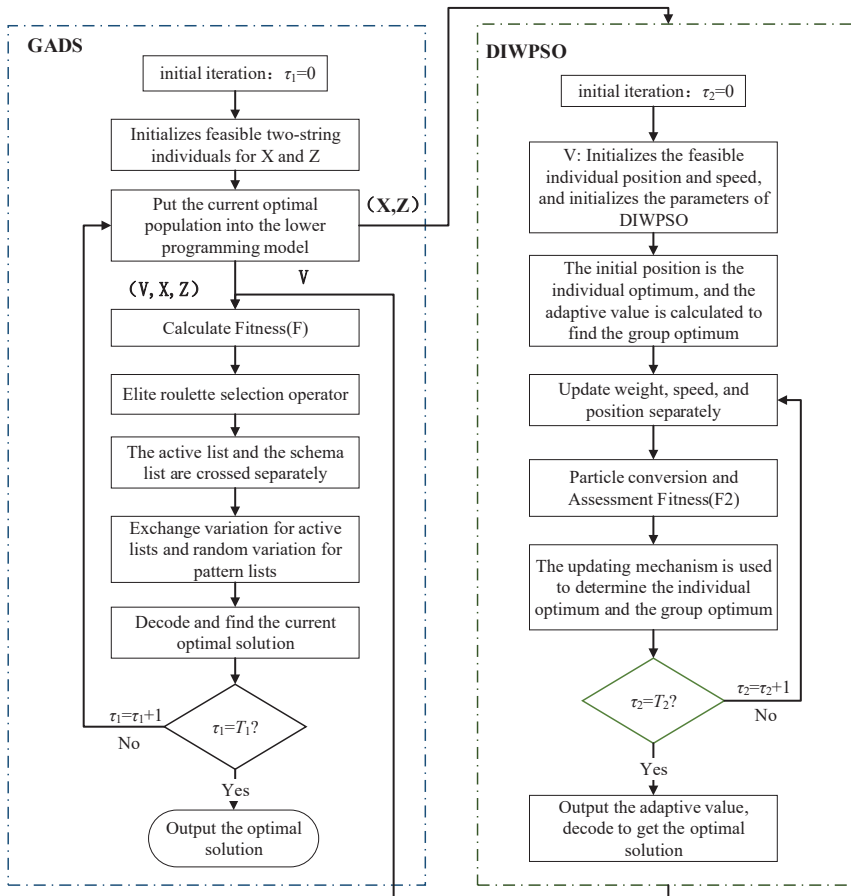 GADS
initial iteration：τ1=0
Initializes feasible two-string
individuals for X and Z
Put the current optimal
population into the lower
programming model
（X,Z）
V
（V,X,Z）
Calculate Fitness(F)
Elite roulette selection operator
The active list and the schema
list are crossed separately
Exchange variation for active
lists and random variation for
pattern lists
Decode and find the current
optimal solution
τ1=τ1+1
τ1=T1?
No
Yes
Output the optimal
solution
DIWPSO
initial iteration：τ2=0
V: Initializes the feasible
individual position and speed,
and initializes the parameters of
DIWPSO
The initial position is the
individual optimum, and the
adaptive value is calculated to
find the group optimum
Update weight, speed, and
position separately
Particle conversion and
Assessment Fitness(F2)
The updating mechanism is used
to determine the individual
optimum and the group optimum
τ2=T2?
τ2=τ2+1
No
Yes
Output the adaptive value,
decode to get the optimal
solution